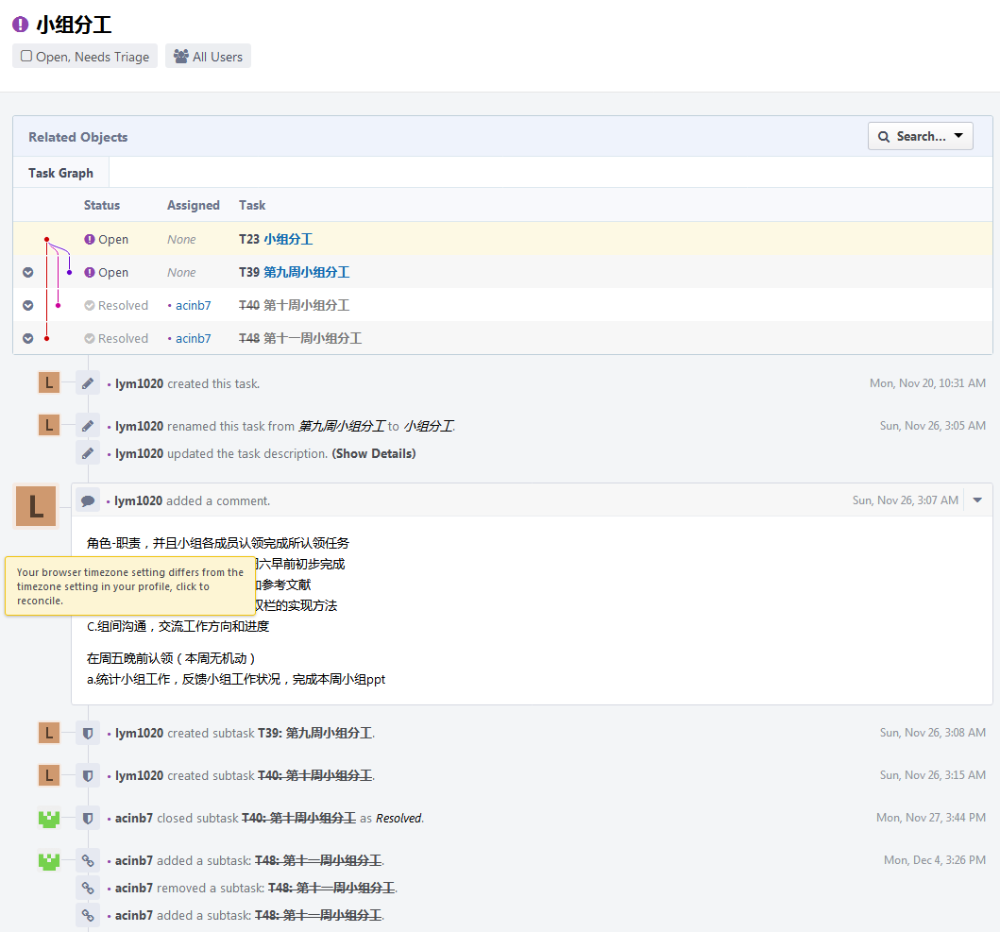 小组分工
Open, Needs Triage All Users
Related Objects Search...
Task Graph
Status Assigned Task
Open None T23 小组分工
Open None T39 第九周小组分工
Resolved • acinb7 T40 第十周小组分工
Resolved • acinb7 T48 第十一周小组分工
L • lym1020 created this task. Mon, Nov 20, 10:31 AM
L • lym1020 renamed this task from 第九周小组分工 to 小组分工. Sun, Nov 26, 3:05 AM
• lym1020 updated the task description. (Show Details)
L • lym1020 added a comment. Sun, Nov 26, 3:07 AM
角色-职责，并且小组各成员认领完成所认领任务
六早前初步完成
参考文献
栏的实现方法
Your browser timezone setting differs from the
timezone setting in your profile, click to
reconcile.
C.组间沟通，交流工作方向和进度
在周五晚前认领（本周无机动）
a.统计小组工作，反馈小组工作状况，完成本周小组ppt
L • lym1020 created subtask T39: 第九周小组分工. Sun, Nov 26, 3:08 AM
L • lym1020 created subtask T40: 第十周小组分工. Sun, Nov 26, 3:15 AM
• acinb7 closed subtask T40: 第十周小组分工 as Resolved. Mon, Nov 27, 3:44 PM
• acinb7 added a subtask: T48: 第十一周小组分工. Mon, Dec 4, 3:26 PM
• acinb7 removed a subtask: T48: 第十一周小组分工.
• acinb7 added a subtask: T48: 第十一周小组分工.